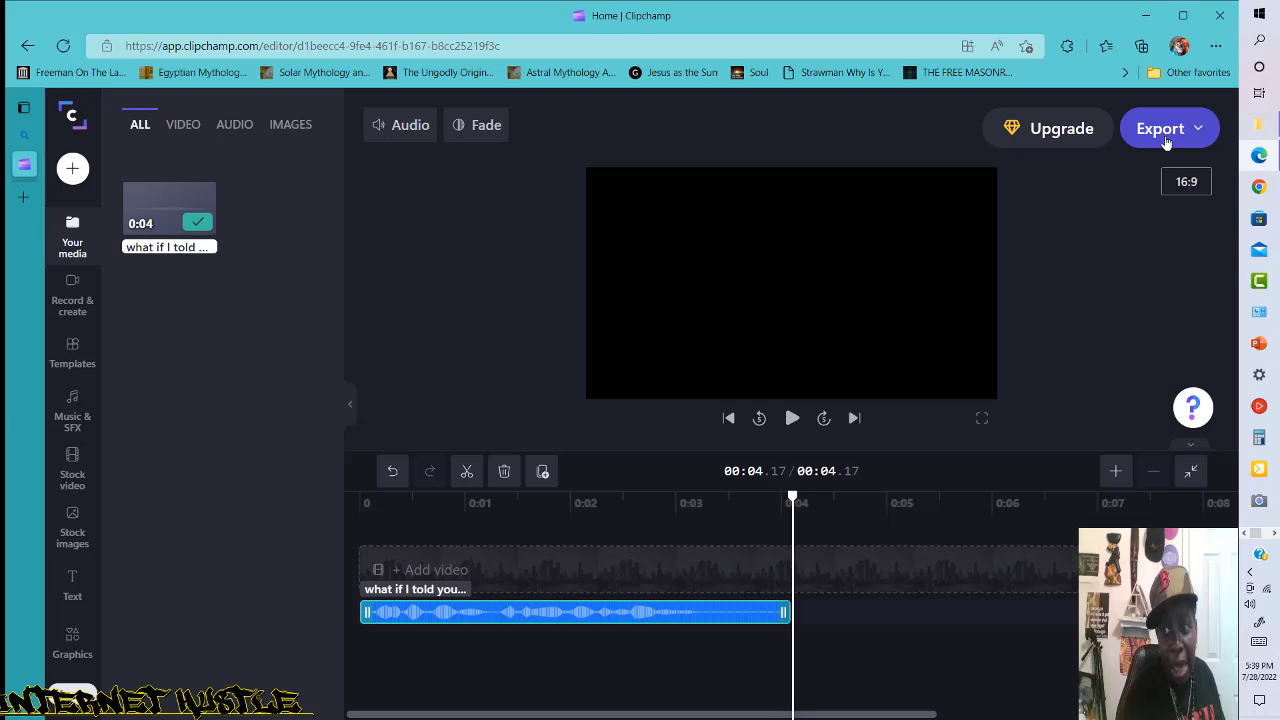 Home | Clipchamp
https://app.clipchamp.com/editor/d1beecc4-9fe4-461f-b167-b8cc25219f3c
Freeman On The La...
Egyptian Mytholog...
Solar Mythology an...
The Ungodly Origin...
Astral Mythology A...
Jesus as the Sun
Soul
Strawman Why Is Y...
THE FREE MASONR...
Other favorites
ALL
VIDEO
AUDIO
IMAGES
Audio
Fade
Upgrade
Export
16:9
0:04
what if I told ...
Your media
Record & create
Templates
Music & SFX
Stock video
Stock images
Text
Graphics
5
5
?
00:04.17 / 00:04.17
0
0:01
0:02
0:03
0:04
0:05
0:06
0:07
0:08
+ Add video
what if I told you...
INTERNET HUSTLE
5:39 PM
7/28/2022